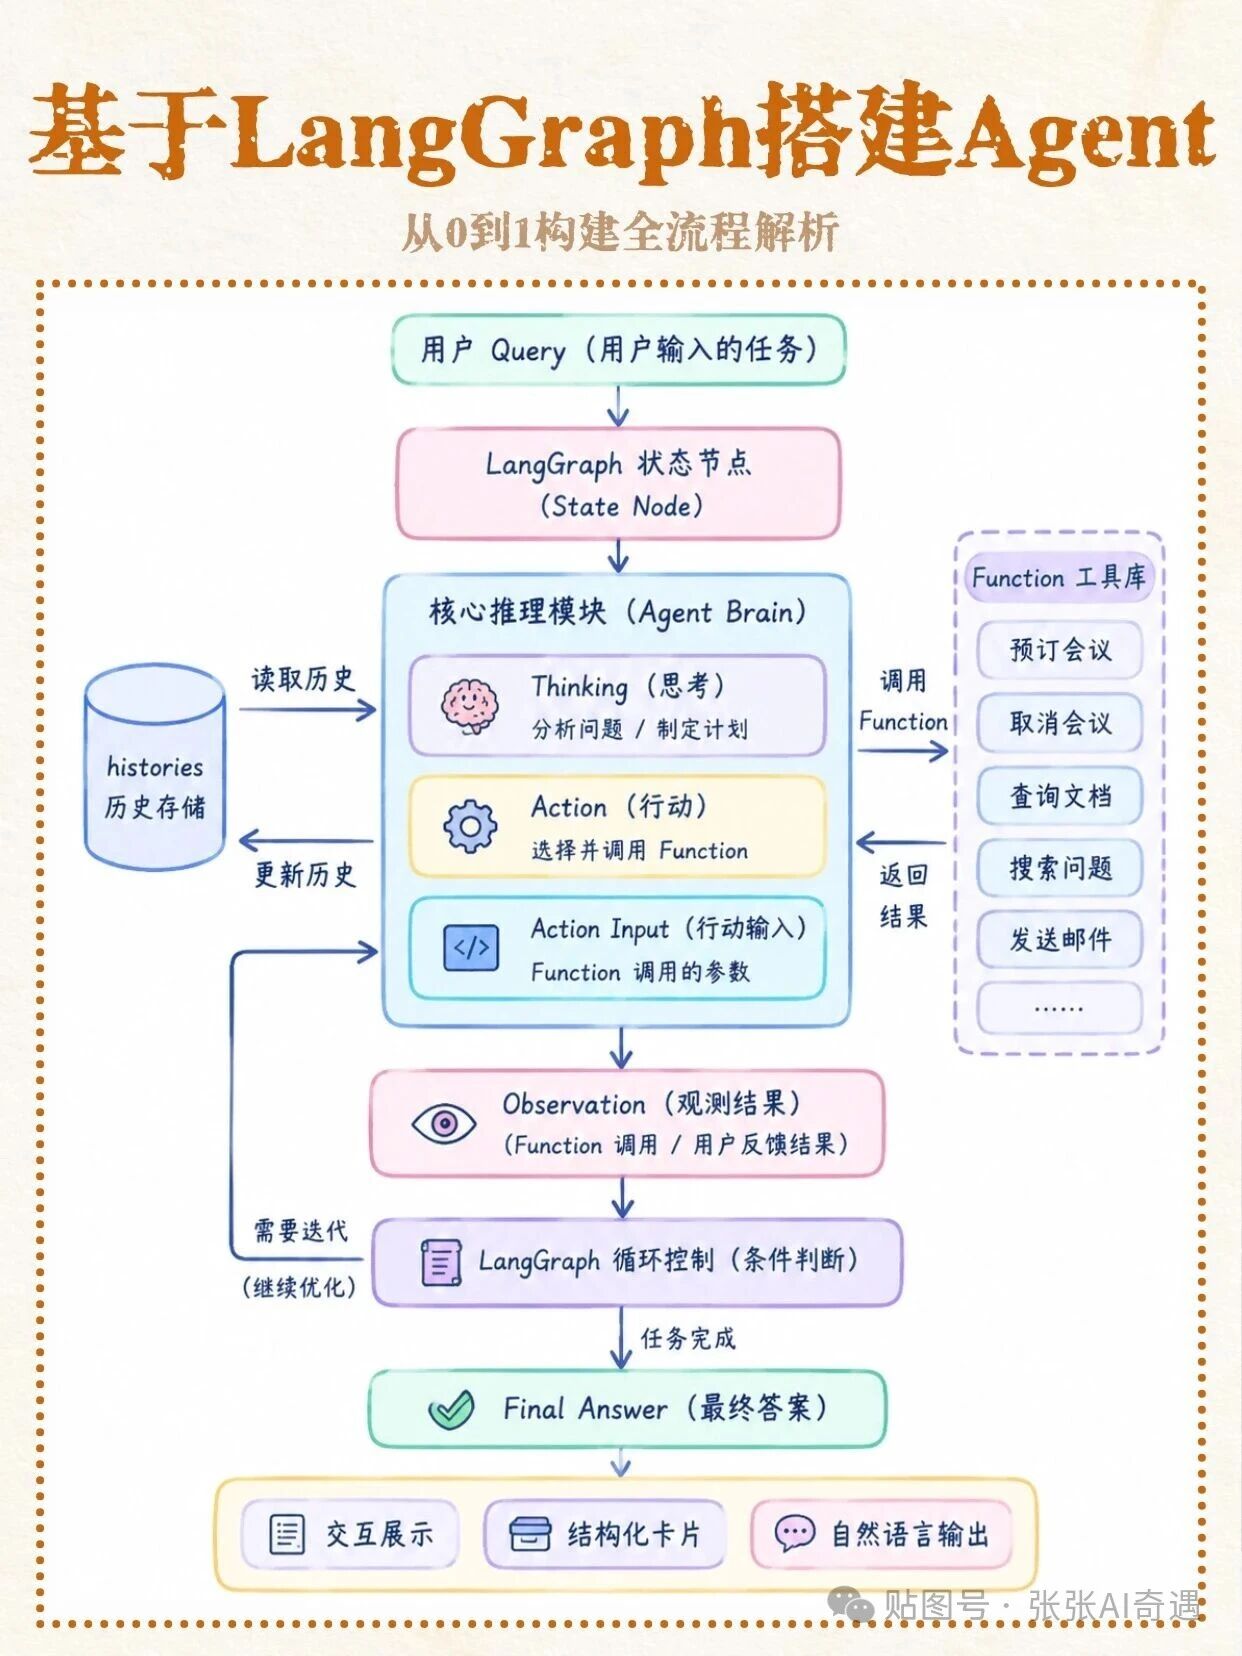 基于LangGraph搭建Agent
从0到1构建全流程解析
用户 Query（用户输入的任务）
LangGraph 状态节点
（State Node）
核心推理模块（Agent Brain）
Thinking（思考）
分析问题 / 制定计划
Action（行动）
选择并调用 Function
Action Input（行动输入）
Function 调用的参数
读取历史
histories
历史存储
更新历史
调用
Function
返回
结果
Function 工具库
预订会议
取消会议
查询文档
搜索问题
发送邮件
……
Observation（观测结果）
（Function 调用 / 用户反馈结果）
需要迭代
（继续优化）
LangGraph 循环控制（条件判断）
任务完成
Final Answer（最终答案）
交互展示
结构化卡片
自然语言输出
贴图号 · 张张AI奇遇